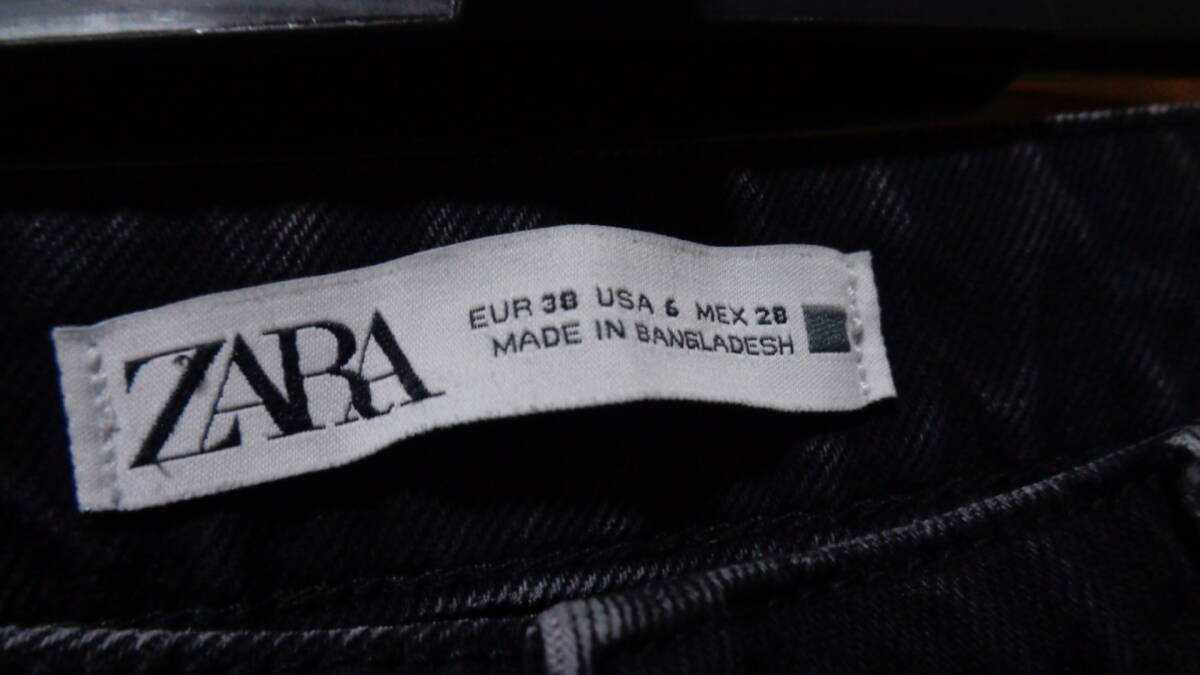 ZARA
EUR 38 USA 6 MEX 28
MADE IN BANGLADESH